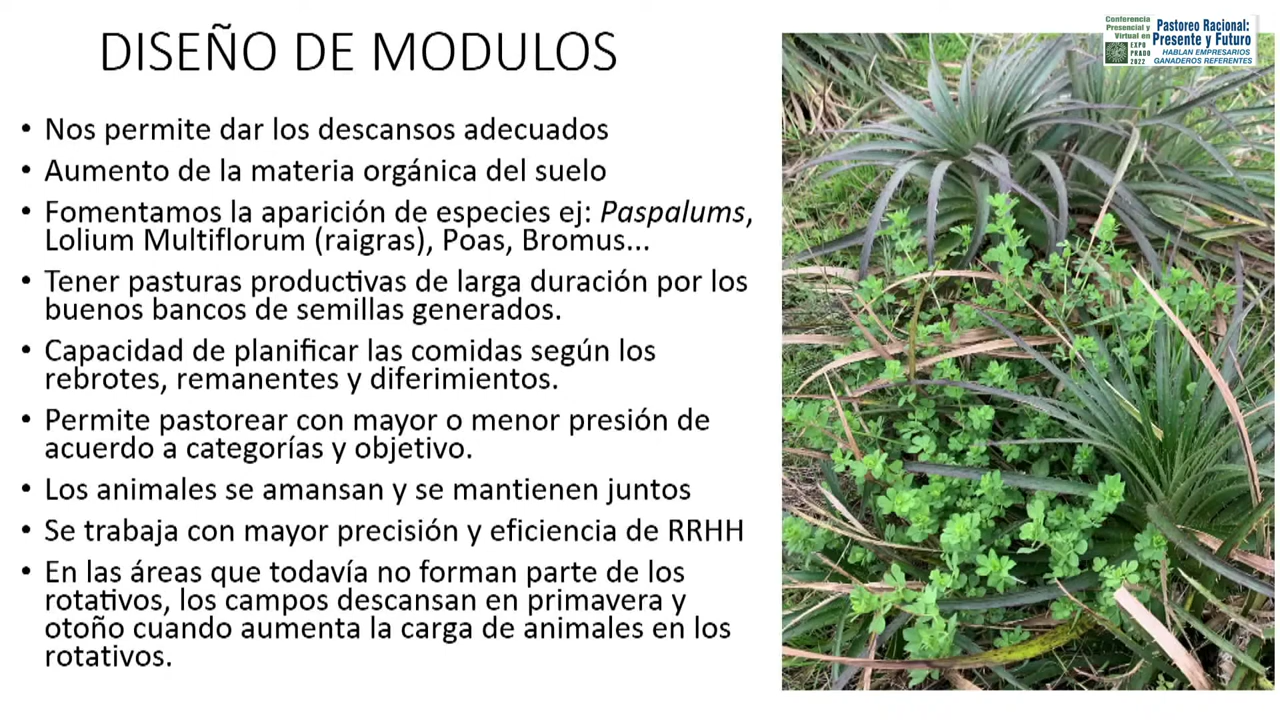 DISEÑO DE MODULOS
Conferencia
Presencial y
Virtual en
EXPO
PRADO
2022
Pastoreo Racional:
Presente y Futuro
HABLAN EMPRESARIOS
GANADEROS REFERENTES
• Nos permite dar los descansos adecuados
• Aumento de la materia orgánica del suelo
• Fomentamos la aparición de especies ej: Paspalums,
Lolium Multiflorum (raigras), Poas, Bromus...
• Tener pasturas productivas de larga duración por los
buenos bancos de semillas generados.
• Capacidad de planificar las comidas según los
rebrotes, remanentes y diferimientos.
• Permite pastorear con mayor o menor presión de
acuerdo a categorías y objetivo.
• Los animales se amansan y se mantienen juntos
• Se trabaja con mayor precisión y eficiencia de RRHH
• En las áreas que todavía no forman parte de los
rotativos, los campos descansan en primavera y
otoño cuando aumenta la carga de animales en los
rotativos.